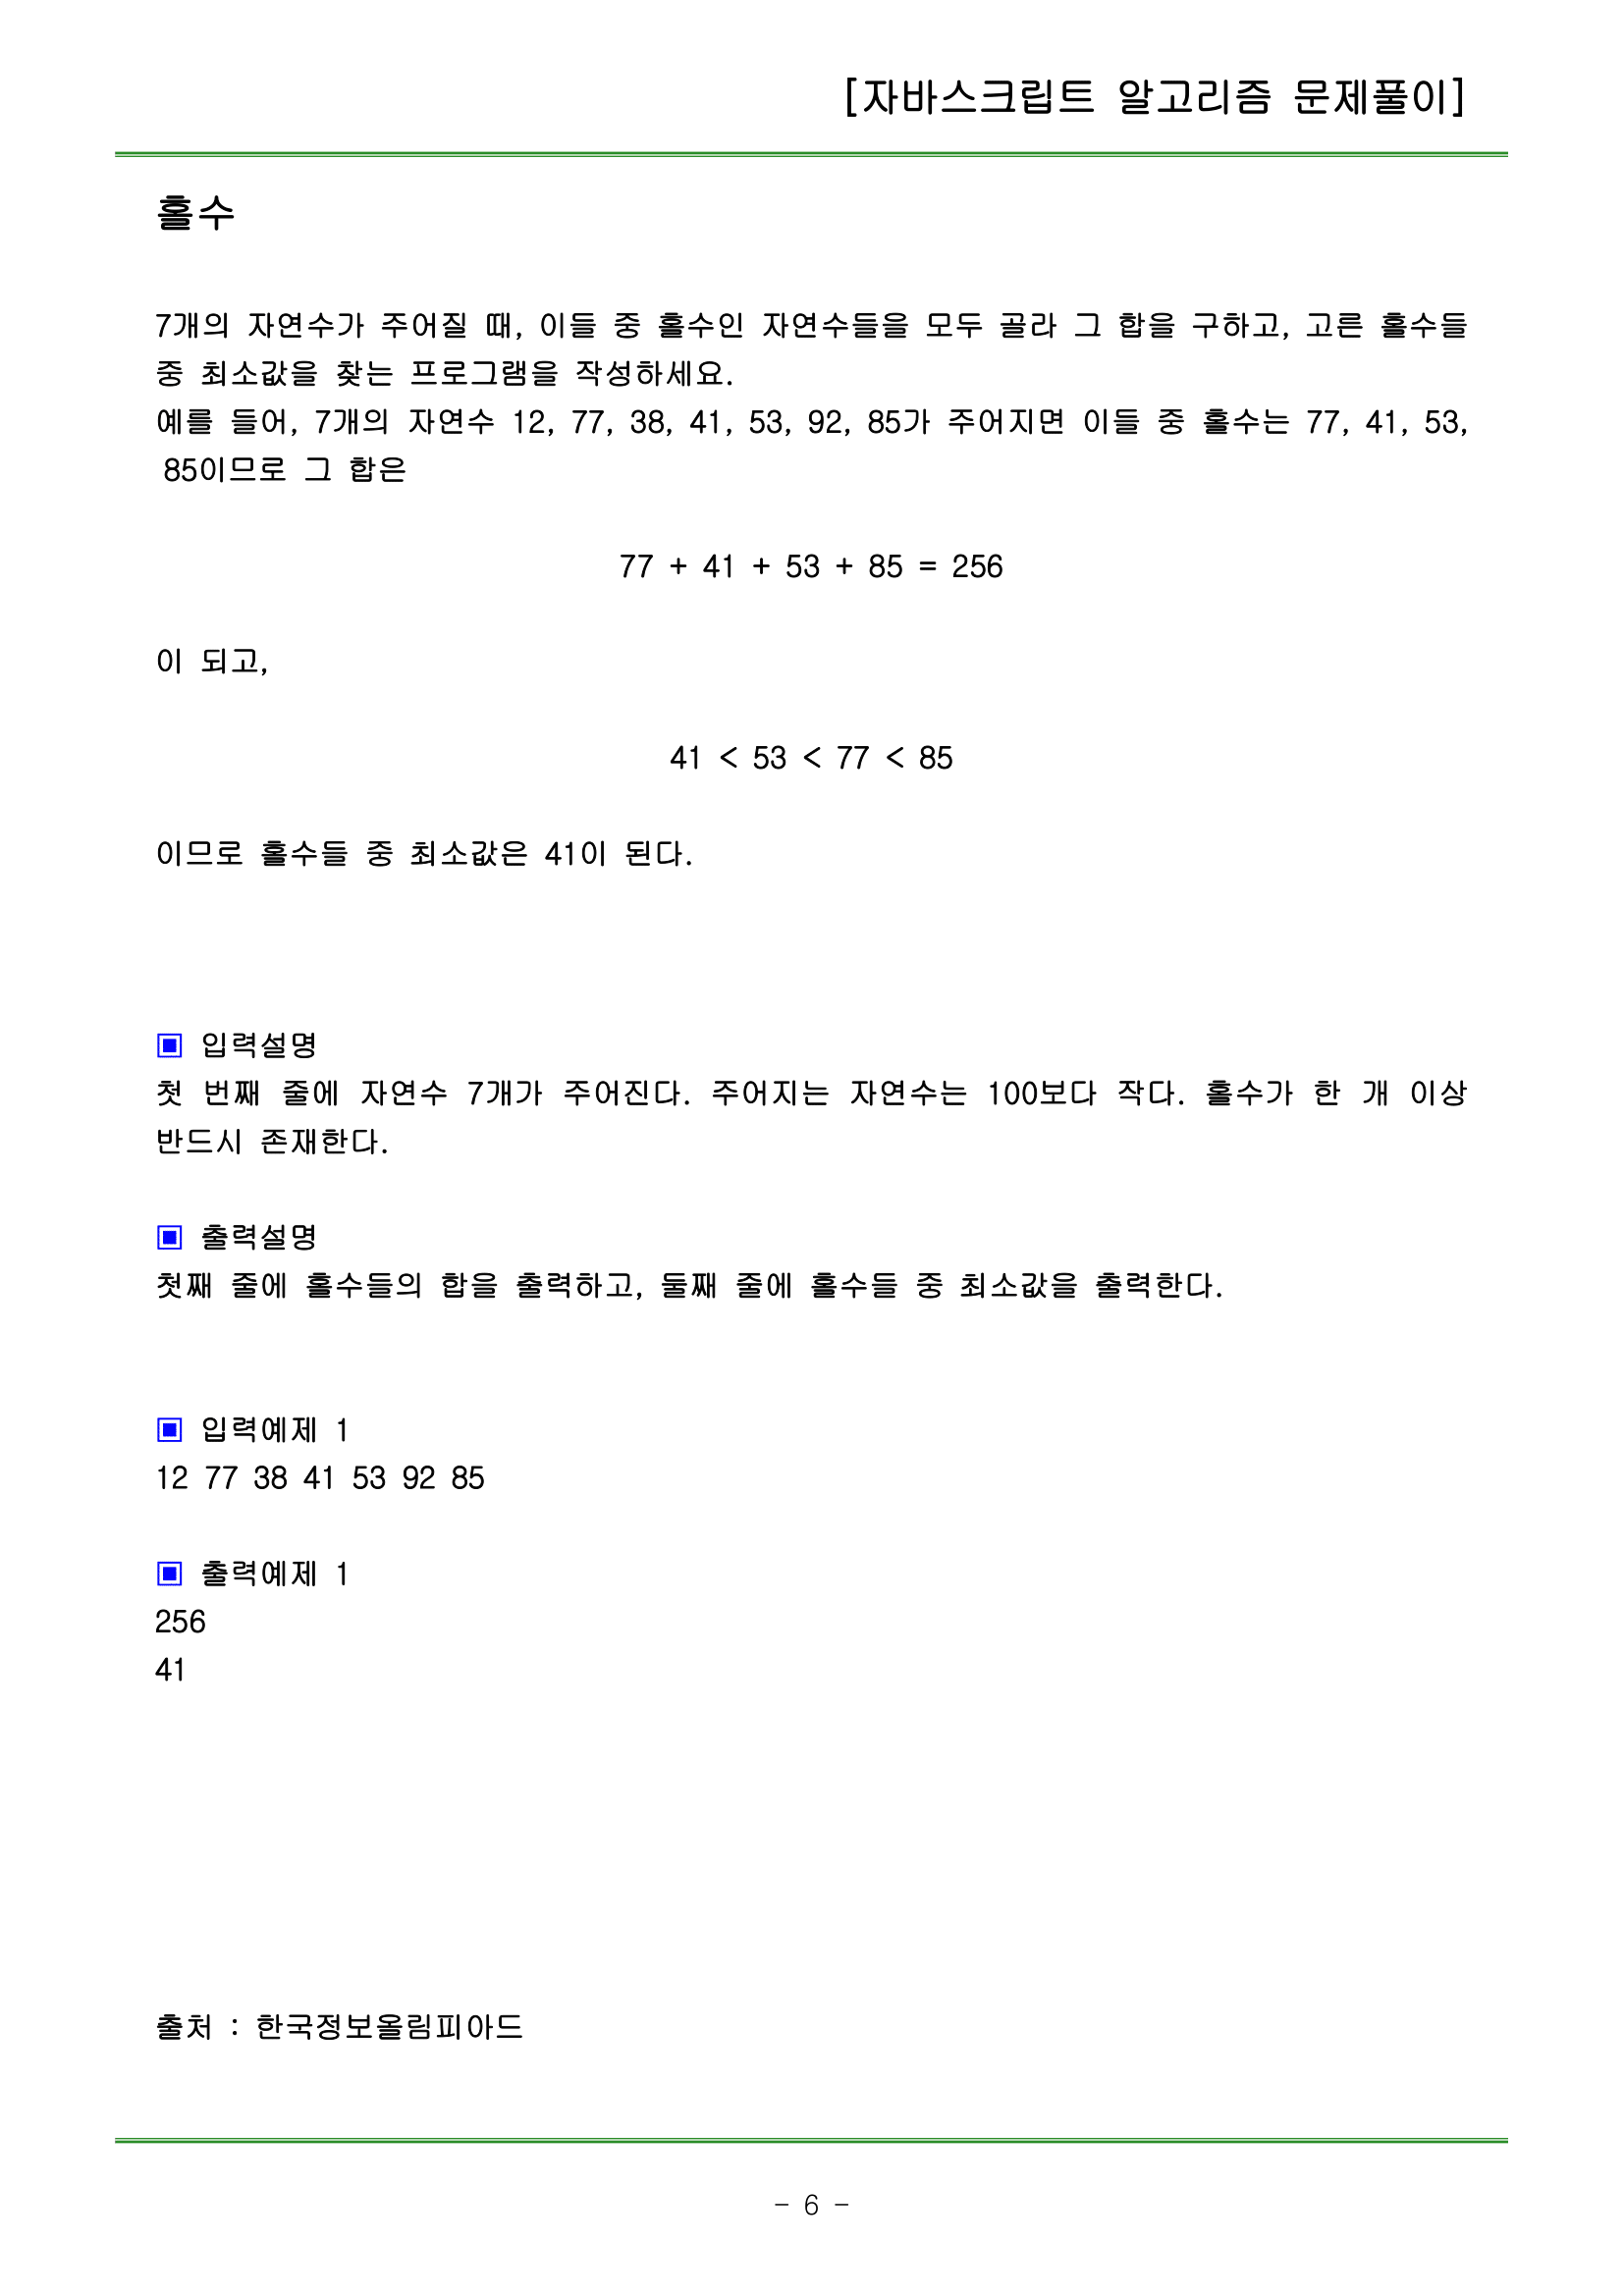 [자바스크립트 알고리즘 문제풀이]
홀수
7개의 자연수가 주어질 때, 이들 중 홀수인 자연수들을 모두 골라 그 합을 구하고, 고른 홀수들
중 최소값을 찾는 프로그램을 작성하세요.
예를 들어, 7개의 자연수 12, 77, 38, 41, 53, 92, 85가 주어지면 이들 중 홀수는 77, 41, 53,
85이므로 그 합은
77 + 41 + 53 + 85 = 256
이 되고,
41 < 53 < 77 < 85
이므로 홀수들 중 최소값은 41이 된다.
▣ 입력설명
첫 번째 줄에 자연수 7개가 주어진다. 주어지는 자연수는 100보다 작다. 홀수가 한 개 이상
반드시 존재한다.
▣ 출력설명
첫째 줄에 홀수들의 합을 출력하고, 둘째 줄에 홀수들 중 최소값을 출력한다.
▣ 입력예제 1
12 77 38 41 53 92 85
▣ 출력예제 1
256
41
출처 : 한국정보올림피아드
- 6 -